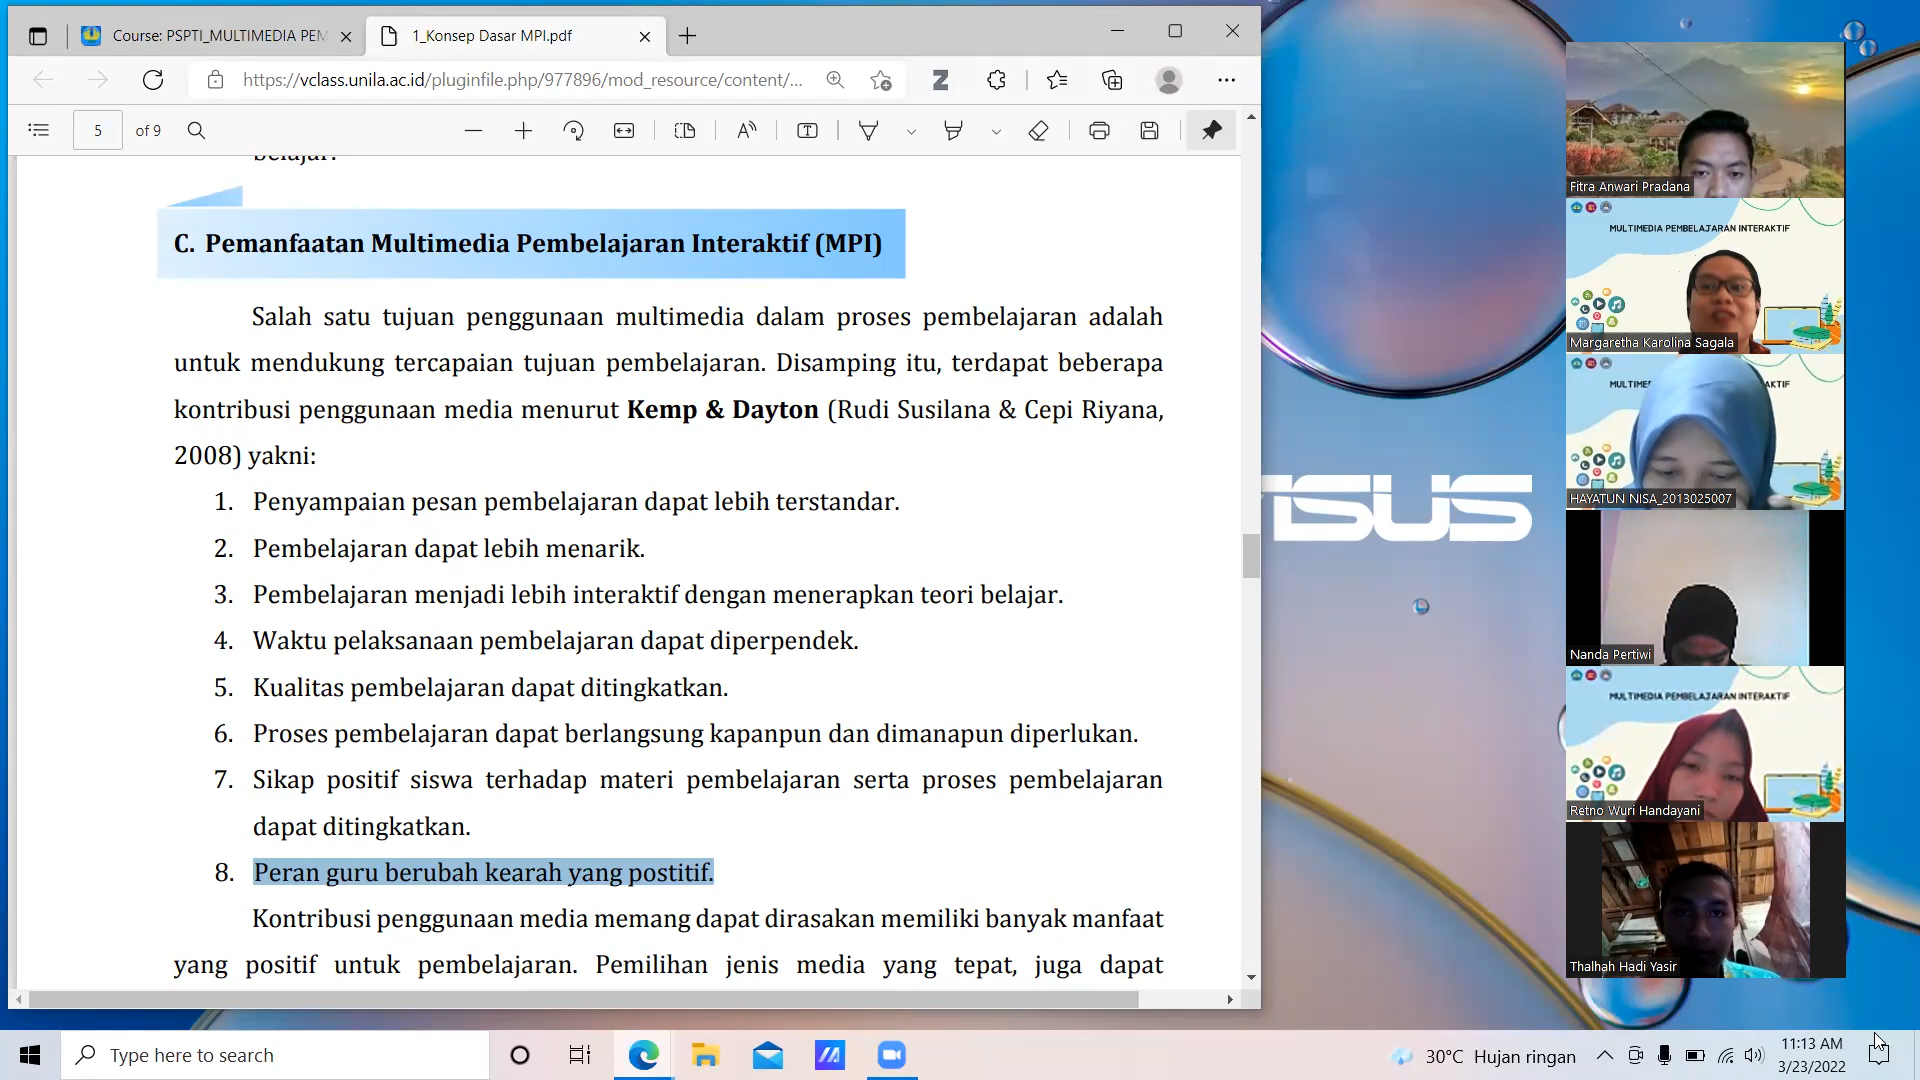 Course: PSPTI_MULTIMEDIA PEM
1_Konsep Dasar MPI.pdf
https://vclass.unila.ac.id/pluginfile.php/977896/mod_resource/content/...
5 of 9
belajar.
C. Pemanfaatan Multimedia Pembelajaran Interaktif (MPI)
Salah satu tujuan penggunaan multimedia dalam proses pembelajaran adalah
untuk mendukung tercapaian tujuan pembelajaran. Disamping itu, terdapat beberapa
kontribusi penggunaan media menurut Kemp & Dayton (Rudi Susilana & Cepi Riyana,
2008) yakni:
1. Penyampaian pesan pembelajaran dapat lebih terstandar.
2. Pembelajaran dapat lebih menarik.
3. Pembelajaran menjadi lebih interaktif dengan menerapkan teori belajar.
4. Waktu pelaksanaan pembelajaran dapat diperpendek.
5. Kualitas pembelajaran dapat ditingkatkan.
6. Proses pembelajaran dapat berlangsung kapanpun dan dimanapun diperlukan.
7. Sikap positif siswa terhadap materi pembelajaran serta proses pembelajaran
dapat ditingkatkan.
8. Peran guru berubah kearah yang postitif.
Kontribusi penggunaan media memang dapat dirasakan memiliki banyak manfaat
yang positif untuk pembelajaran. Pemilihan jenis media yang tepat, juga dapat
ASUS
Fitra Anwari Pradana
MULTIMEDIA PEMBELAJARAN INTERAKTIF
Margaretha Karolina Sagala
MULTIME AKTIF
HAYATUN NISA_2013025007
Nanda Pertiwi
MULTIMEDIA PEMBELAJARAN INTERAKTIF
Retno Wuri Handayani
Thalhah Hadi Yasir
Type here to search
30°C Hujan ringan
11:13 AM
3/23/2022